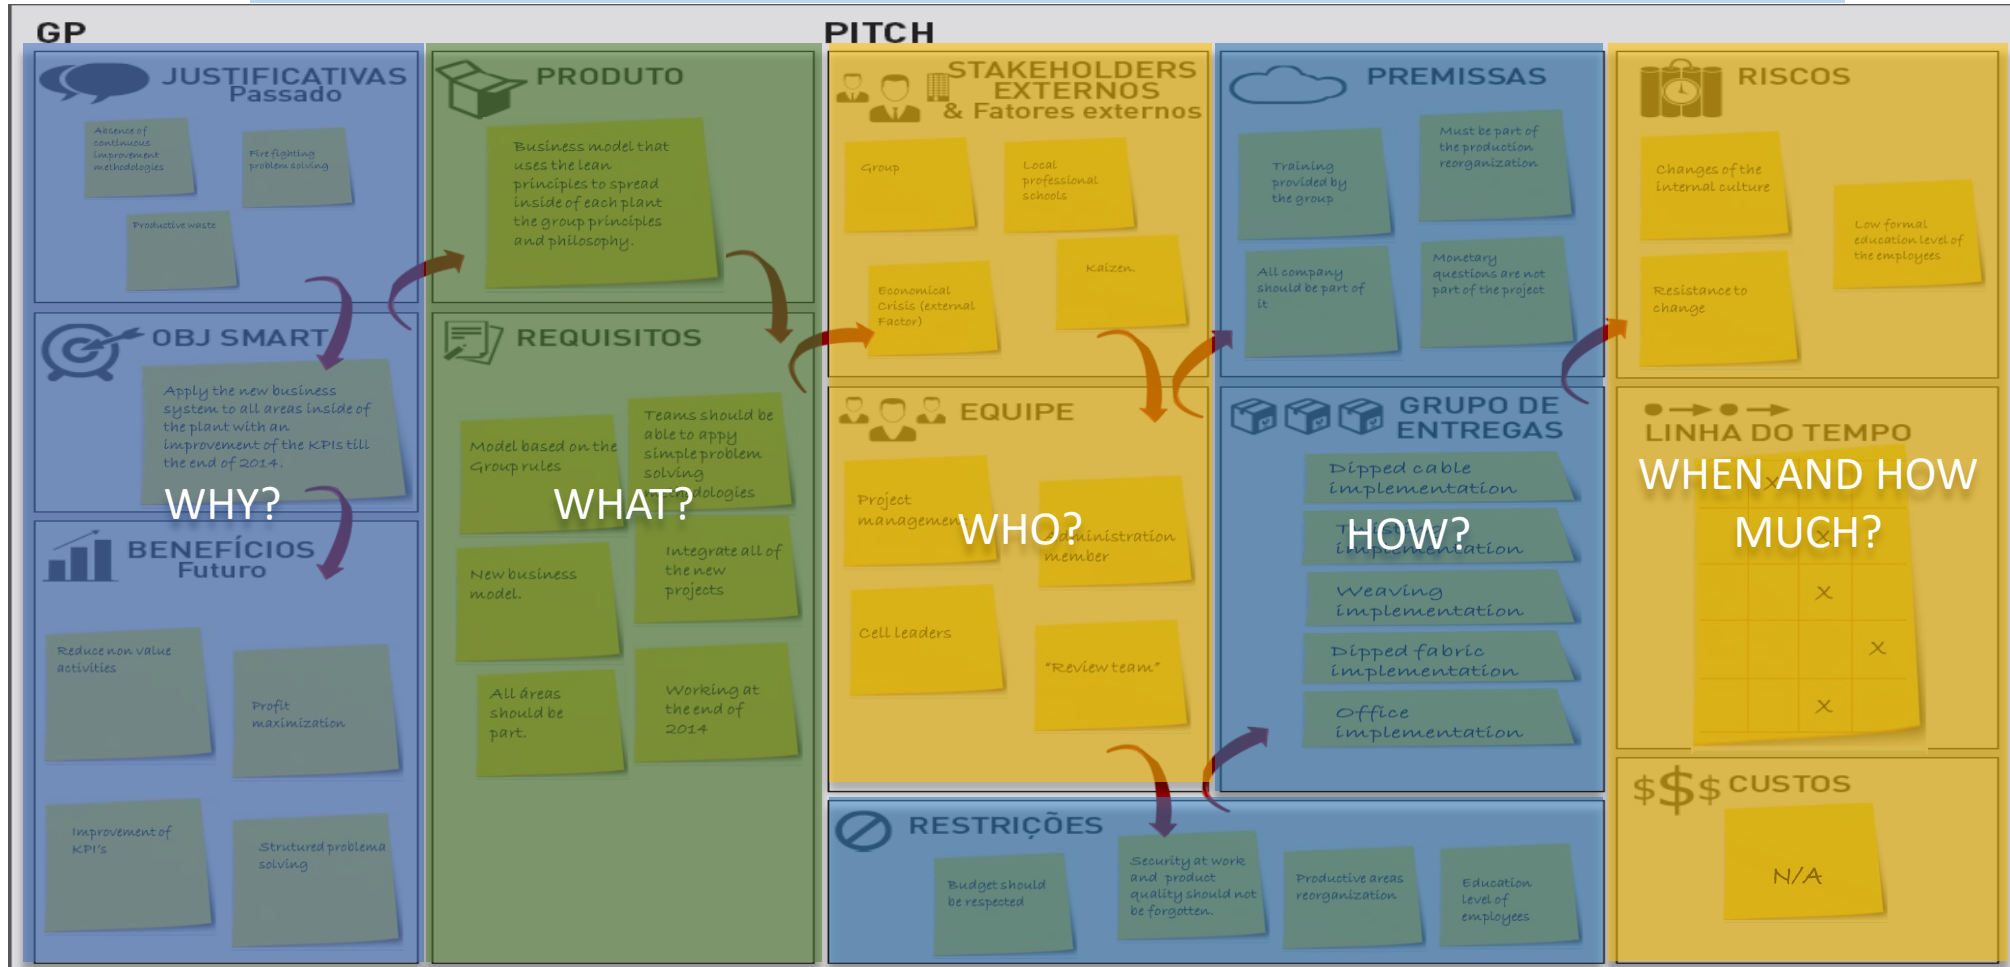 GP
PITCH
JUSTIFICATIVAS
Passado
Absence of
continuous
improvement
methodologies
Fire fighting
problem solving
Productive waste
OBJ SMART
Apply the new business
system to all areas inside of
the plant with an
improvement of the KPIs till
the end of 2014.
WHY?
BENEFÍCIOS
Futuro
Reduce non value
activities
Profit
maximization
Improvement of
KPI's
Strutured problema
solving
PRODUTO
Business model that
uses the lean
principles to spread
inside of each plant
the group principles
and philosophy.
REQUISITOS
Model based on the
Group rules
Teams should be
able to appy
simple problem
solving
methodologies
WHAT?
New business
model.
Integrate all of
the new
projects
All áreas
should be
part.
Working at
the end of
2014
STAKEHOLDERS
EXTERNOS
& Fatores externos
Group
Local
professional
schools
Economical
Crisis (external
Factor)
Kaizen.
EQUIPE
Project
management
WHO?
Administration
member
Cell leaders
"Review team"
PREMISSAS
Training
provided by
the group
Must be part of
the production
reorganization
All company
should be part of
it
Monetary
questions are not
part of the project
GRUPO DE
ENTREGAS
Dipped cable
implementation
HOW?
implementation
Weaving
implementation
Dipped fabric
implementation
Office
implementation
RESTRIÇÕES
Budget should
be respected
Security at work
and product
quality should not
be forgotten.
Productive areas
reorganization
Education
level of
employees
RISCOS
Changes of the
internal culture
Low formal
education level of
the employees
Resistance to
change
LINHA DO TEMPO
WHEN AND HOW
MUCH?
X
X
X
X
X
$$$ CUSTOS
N/A